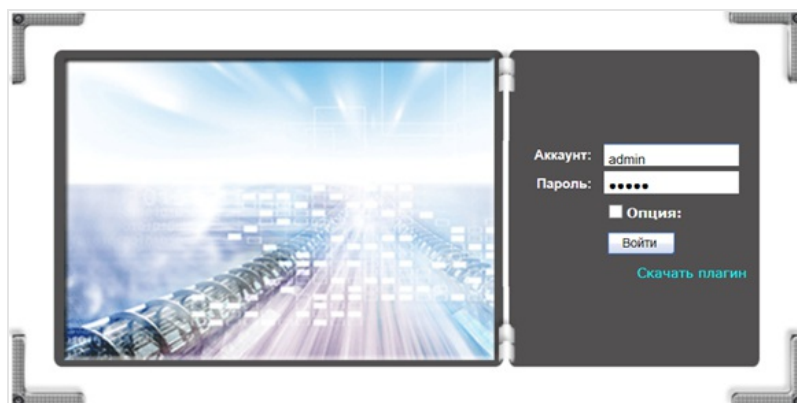 Аккаунт: admin
Пароль: •••••
Опция:
Войти
Скачать плагин